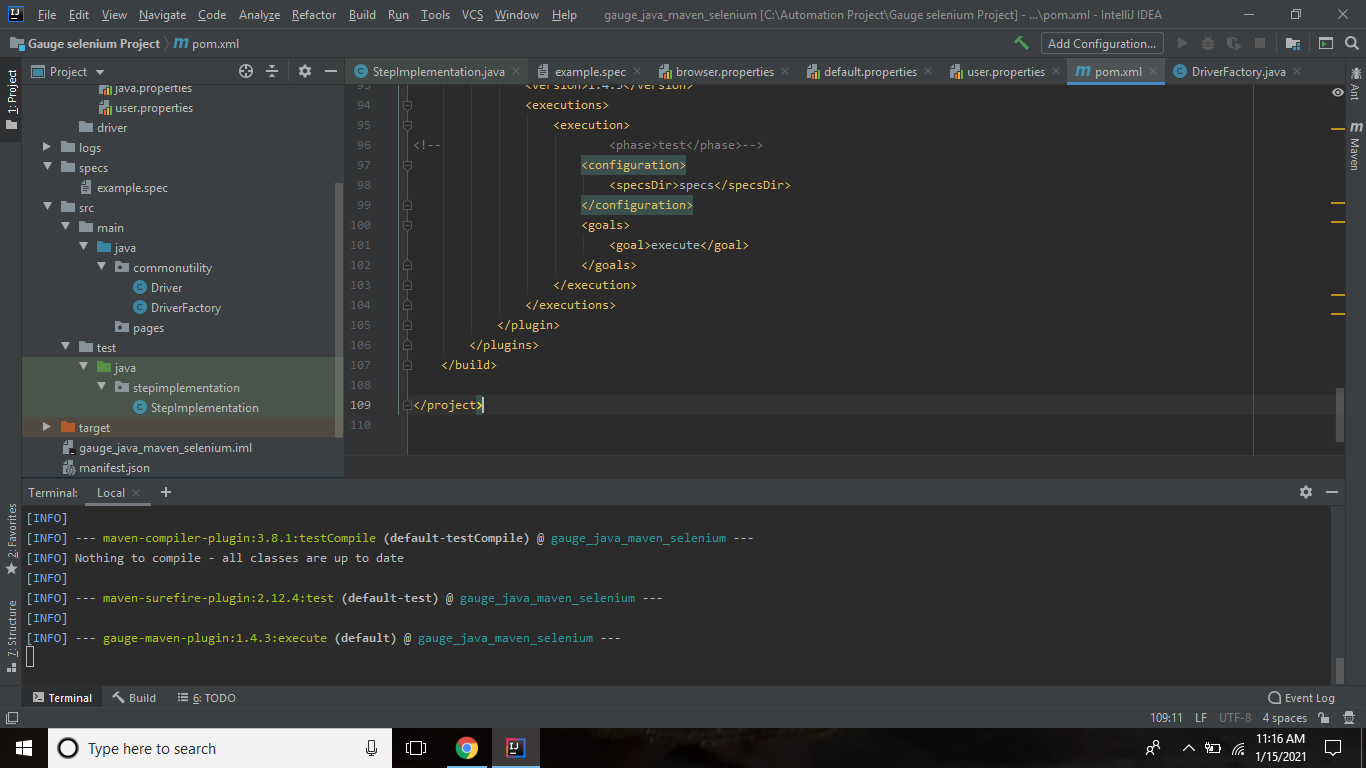 File Edit View Navigate Code Analyze Refactor Build Run Tools VCS Window Help gauge_java_maven_selenium [C:\Automation Project\Gauge selenium Project] - ...\pom.xml - IntelliJ IDEA
Gauge selenium Project m pom.xml Add Configuration...
1: Project
Project
StepImplementation.java example.spec browser.properties default.properties user.properties m pom.xml DriverFactory.java
Ant
m Maven
java.properties
user.properties
driver
logs
specs
example.spec
src
main
java
commonutility
Driver
DriverFactory
pages
test
java
stepimplementation
StepImplementation
target
gauge_java_maven_selenium.iml
manifest.json
93 <version>1.4.3</version>
94 <executions>
95 <execution>
96 <!-- <phase>test</phase>-->
97 <configuration>
98 <specsDir>specs</specsDir>
99 </configuration>
100 <goals>
101 <goal>execute</goal>
102 </goals>
103 </execution>
104 </executions>
105 </plugin>
106 </plugins>
107 </build>
108
109 </project>
110
Terminal: Local +
2: Favorites
7: Structure
[INFO]
[INFO] --- maven-compiler-plugin:3.8.1:testCompile (default-testCompile) @ gauge_java_maven_selenium ---
[INFO] Nothing to compile - all classes are up to date
[INFO]
[INFO] --- maven-surefire-plugin:2.12.4:test (default-test) @ gauge_java_maven_selenium ---
[INFO]
[INFO] --- gauge-maven-plugin:1.4.3:execute (default) @ gauge_java_maven_selenium ---
Terminal Build 6: TODO Event Log
109:11 LF UTF-8 4 spaces
Type here to search
11:16 AM
1/15/2021